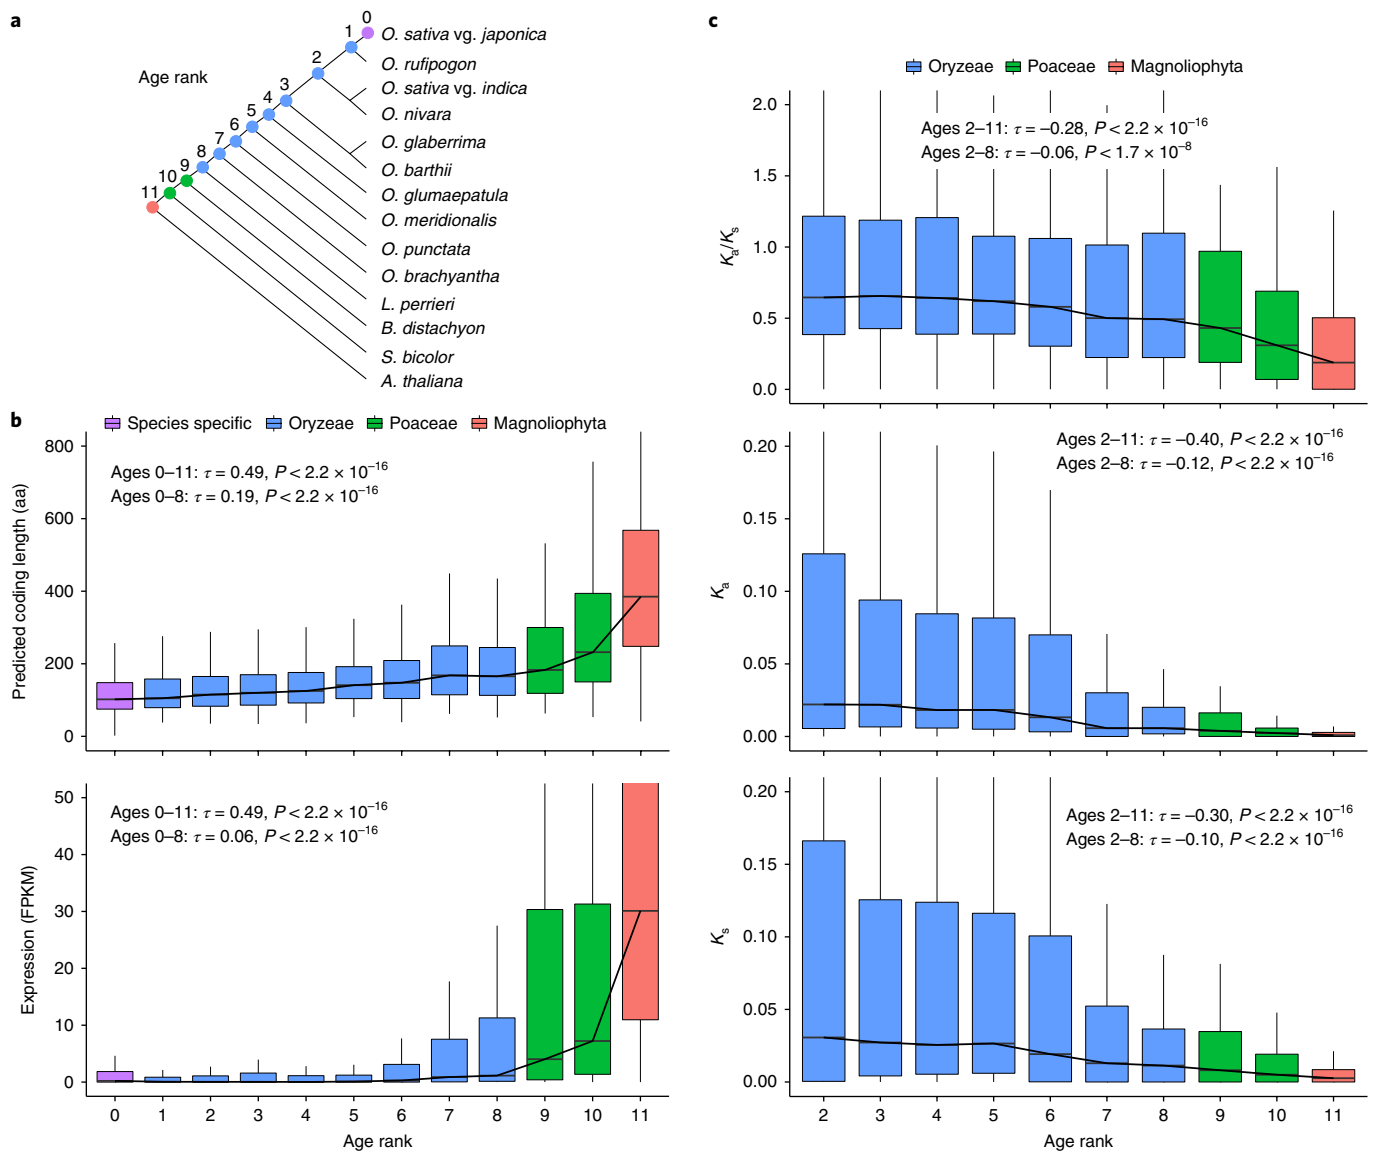 a
Age rank
0
1
2
3
4
5
6
7
8
9
10
11
O. sativa vg. japonica
O. rufipogon
O. sativa vg. indica
O. nivara
O. glaberrima
O. barthii
O. glumaepatula
O. meridionalis
O. punctata
O. brachyantha
L. perrieri
B. distachyon
S. bicolor
A. thaliana
b
Species specific Oryzeae Poaceae Magnoliophyta
Ages 0–11: τ = 0.49, P < 2.2 × 10⁻¹⁶
Ages 0–8: τ = 0.19, P < 2.2 × 10⁻¹⁶
Predicted coding length (aa)
800
600
400
200
0
Ages 0–11: τ = 0.49, P < 2.2 × 10⁻¹⁶
Ages 0–8: τ = 0.06, P < 2.2 × 10⁻¹⁶
Expression (FPKM)
50
40
30
20
10
0
0 1 2 3 4 5 6 7 8 9 10 11
Age rank
c
Oryzeae Poaceae Magnoliophyta
Ages 2–11: τ = –0.28, P < 2.2 × 10⁻¹⁶
Ages 2–8: τ = –0.06, P < 1.7 × 10⁻⁸
Kₐ/Kₛ
2.0
1.5
1.0
0.5
0.0
Ages 2–11: τ = –0.40, P < 2.2 × 10⁻¹⁶
Ages 2–8: τ = –0.12, P < 2.2 × 10⁻¹⁶
Kₐ
0.20
0.15
0.10
0.05
0.00
Ages 2–11: τ = –0.30, P < 2.2 × 10⁻¹⁶
Ages 2–8: τ = –0.10, P < 2.2 × 10⁻¹⁶
Kₛ
0.20
0.15
0.10
0.05
0.00
2 3 4 5 6 7 8 9 10 11
Age rank